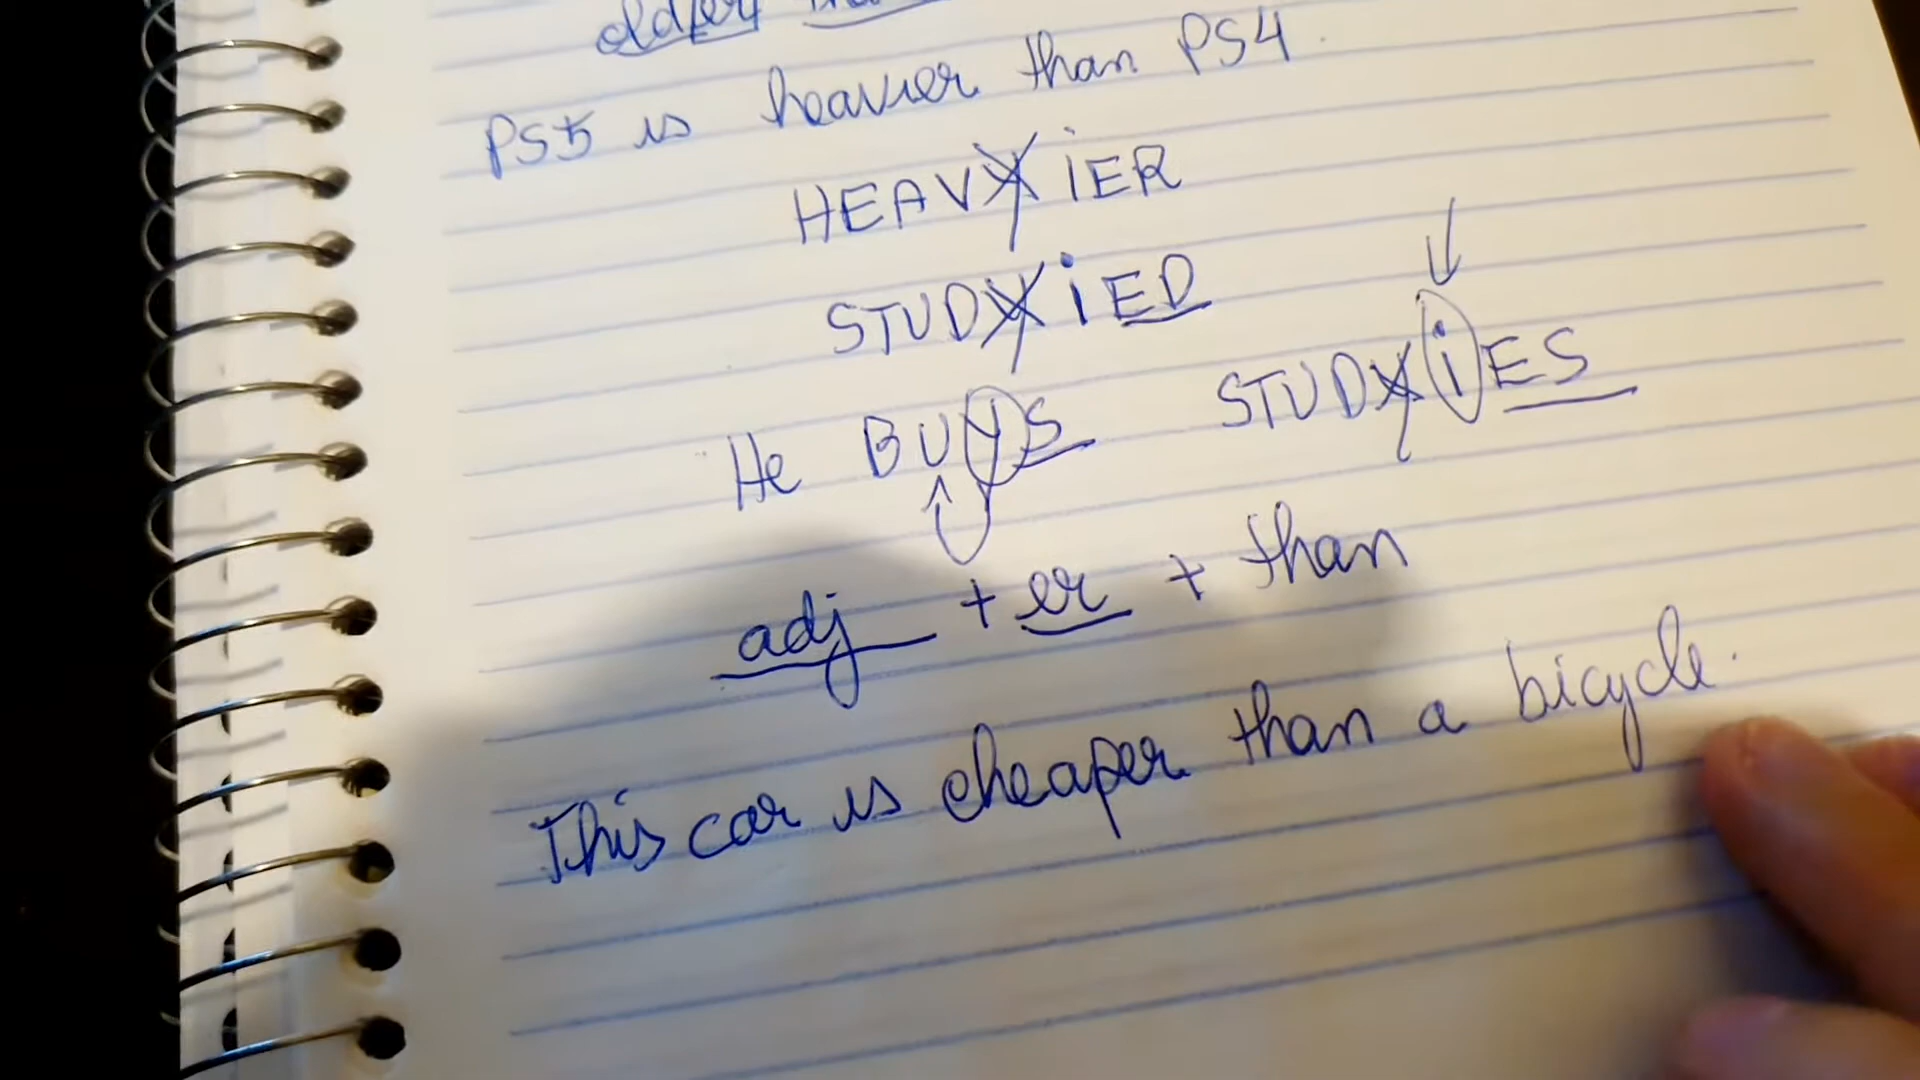 older
PS5 is heavier than PS4.
HEAVYIER
STUDYIED
He BUYS STUDYIES
adj + er + than
This car is cheaper than a bicycle.